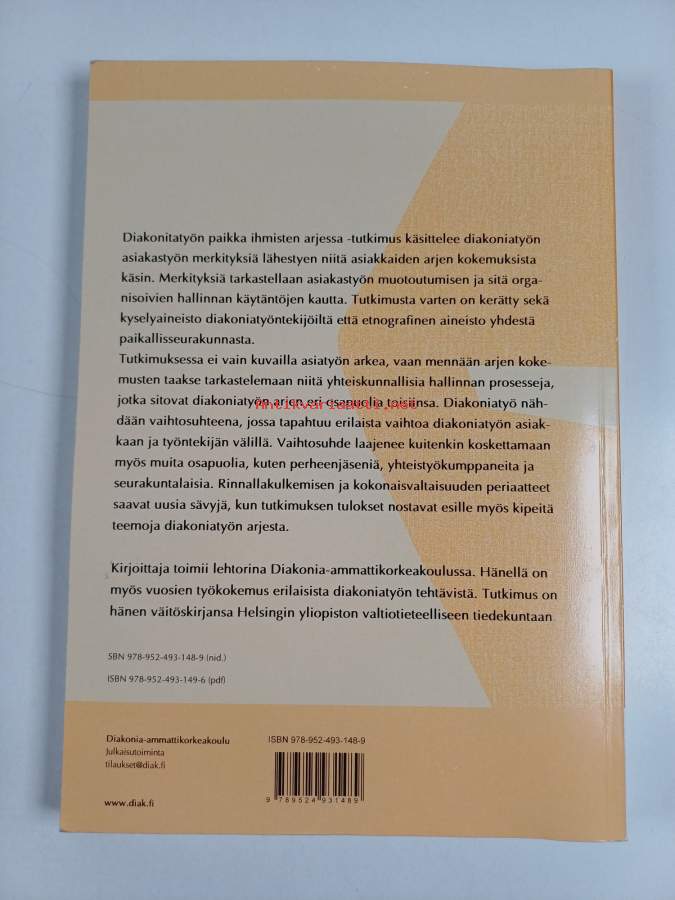 Diakonitatyön paikka ihmisten arjessa -tutkimus käsittelee diakoniatyön
asiakastyön merkityksiä lähestyen niitä asiakkaiden arjen kokemuksista
käsin. Merkityksiä tarkastellaan asiakastyön muotoutumisen ja sitä orga-
nisoivien hallinnan käytäntöjen kautta. Tutkimusta varten on kerätty sekä
kyselyaineisto diakoniatyöntekijöiltä että etnografinen aineisto yhdestä
paikallisseurakunnasta.
Tutkimuksessa ei vain kuvailla asiatyön arkea, vaan mennään arjen koke-
musten taakse tarkastelemaan niitä yhteiskunnallisia hallinnan prosesseja,
jotka sitovat diakoniatyön arjen eri osapuolia toisiinsa. Diakoniatyö näh-
Antikvariaatti.net
dään vaihtosuhteena, jossa tapahtuu erilaista vaihtoa diakoniatyön asiak-
kaan ja työntekijän välillä. Vaihtosuhde laajenee kuitenkin koskettamaan
myös muita osapuolia, kuten perheenjäseniä, yhteistyökumppaneita ja
seurakuntalaisia. Rinnallakulkemisen ja kokonaisvaltaisuuden periaatteet
saavat uusia sävyjä, kun tutkimuksen tulokset nostavat esille myös kipeitä
teemoja diakoniatyön arjesta.
Kirjoittaja toimii lehtorina Diakonia-ammattikorkeakoulussa. Hänellä on
myös vuosien työkokemus erilaisista diakoniatyön tehtävistä. Tutkimus on
hänen väitöskirjansa Helsingin yliopiston valtiotieteelliseen tiedekuntaan
SBN 978-952-493-148-9 (nid.)
ISBN 978-952-493-149-6 (pdf)
Diakonia-ammattikorkeakoulu
Julkaisutoiminta
tilaukset@diak.fi
www.diak.fi
ISBN 978-952-493-148-9
9 789524 931489